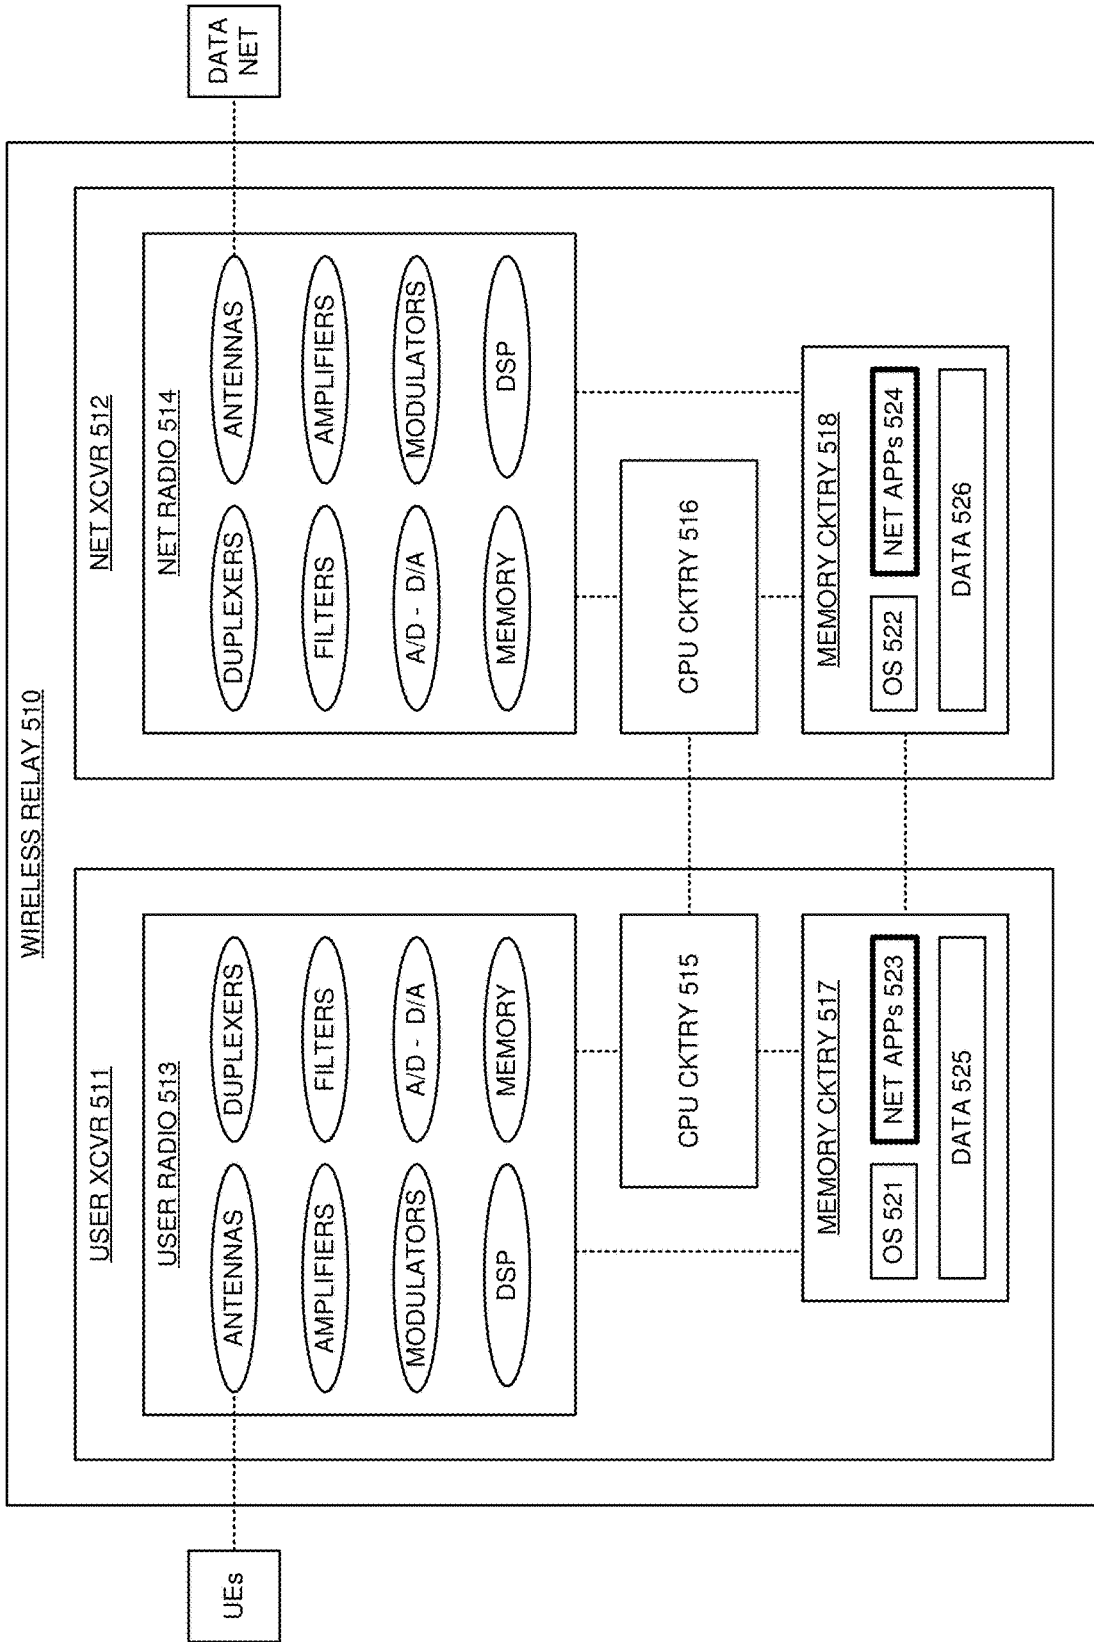 WIRELESS RELAY 510
USER XCVR 511
USER RADIO 513
ANTENNAS
DUPLEXERS
AMPLIFIERS
FILTERS
MODULATORS
A/D - D/A
DSP
MEMORY
CPU CKTRY 515
MEMORY CKTRY 517
OS 521
NET APPs 523
DATA 525
UEs
NET XCVR 512
NET RADIO 514
DUPLEXERS
ANTENNAS
FILTERS
AMPLIFIERS
A/D - D/A
MODULATORS
MEMORY
DSP
CPU CKTRY 516
MEMORY CKTRY 518
OS 522
NET APPs 524
DATA 526
DATA
NET